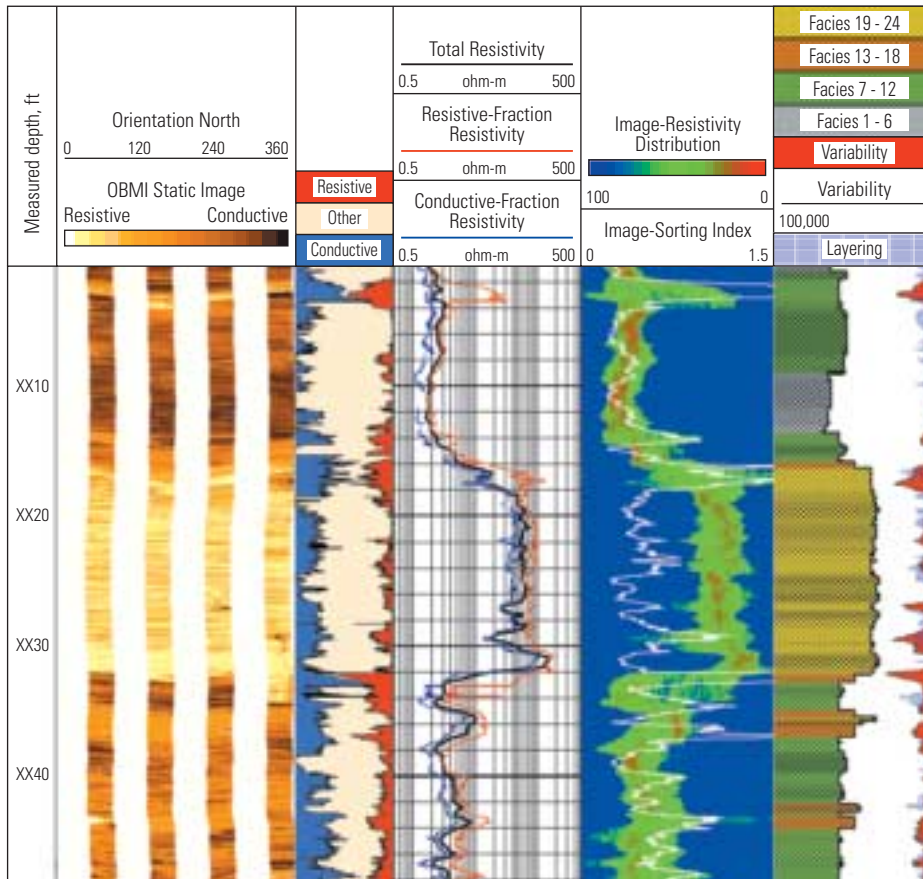 Measured depth, ft
Orientation North
0 120 240 360
OBMI Static Image
Resistive Conductive
Resistive
Other
Conductive
Total Resistivity
0.5 ohm-m 500
Resistive-Fraction
Resistivity
0.5 ohm-m 500
Conductive-Fraction
Resistivity
0.5 ohm-m 500
Image-Resistivity
Distribution
100 0
Image-Sorting Index
0 1.5
Facies 19 - 24
Facies 13 - 18
Facies 7 - 12
Facies 1 - 6
Variability
Variability
100,000
Layering
XX10
XX20
XX30
XX40